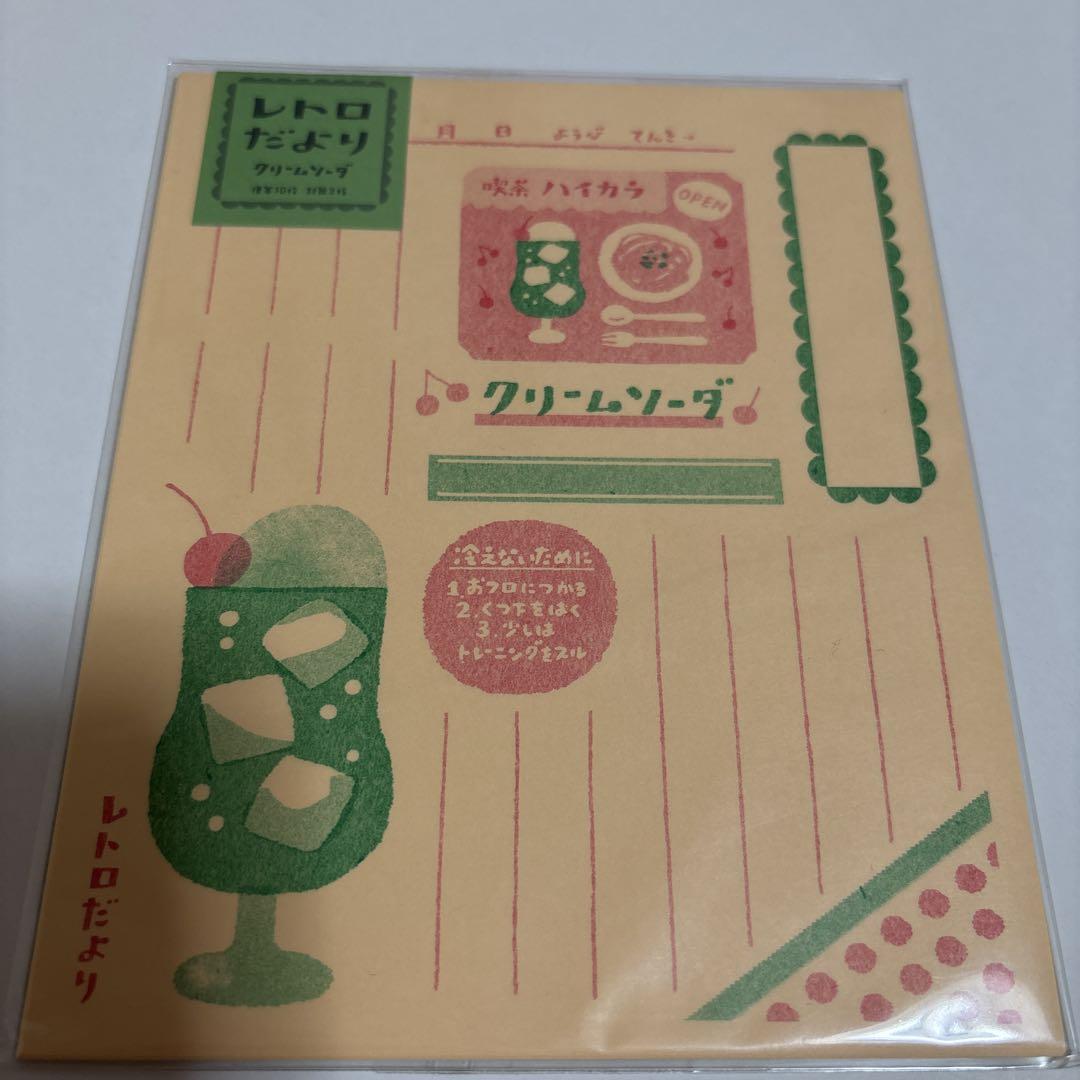 レトロ
だより
クリームソーダ
便箋10枚 封筒3枚
月 日 ようび てんき→
喫茶 ハイカラ
OPEN
クリームソーダ
冷えないために
1.おフロにつかる
2.くつ下をはく
3.少しは
トレーニングをスル
レトロだより